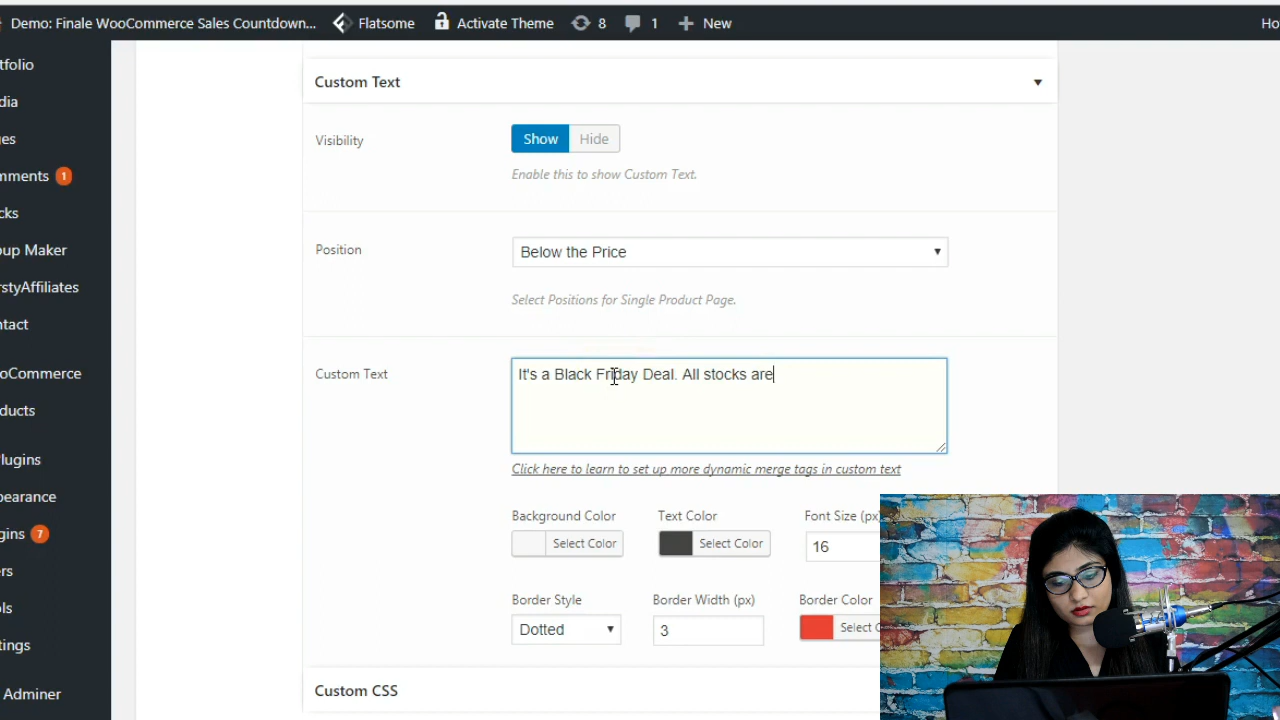 Demo: Finale WooCommerce Sales Countdown... Flatsome Activate Theme 8 1 New Ho
tfolio
dia
ges
mments 1
cks
oup Maker
rstyAffiliates
ntact
oCommerce
ducts
lugins
pearance
gins 7
ers
ols
ttings
Adminer
Custom Text
Visibility
Show Hide
Enable this to show Custom Text.
Position
Below the Price
Select Positions for Single Product Page.
Custom Text
It's a Black Friday Deal. All stocks are
Click here to learn to set up more dynamic merge tags in custom text
Background Color Text Color Font Size (px
Select Color Select Color 16
Border Style Border Width (px) Border Color
Dotted 3 Select C
Custom CSS